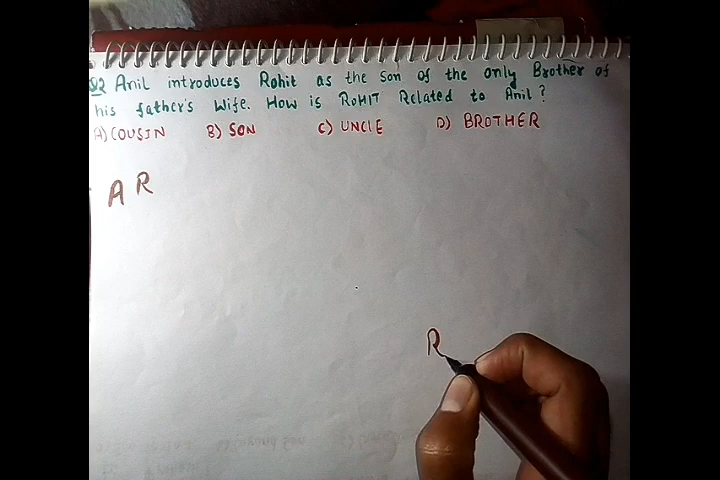 Q2 Anil introduces Rohit as the son of the only Brother of
his father's Wife. How is ROHIT Related to Anil?
A) COUSIN B) SON C) UNCLE D) BROTHER
A R
R